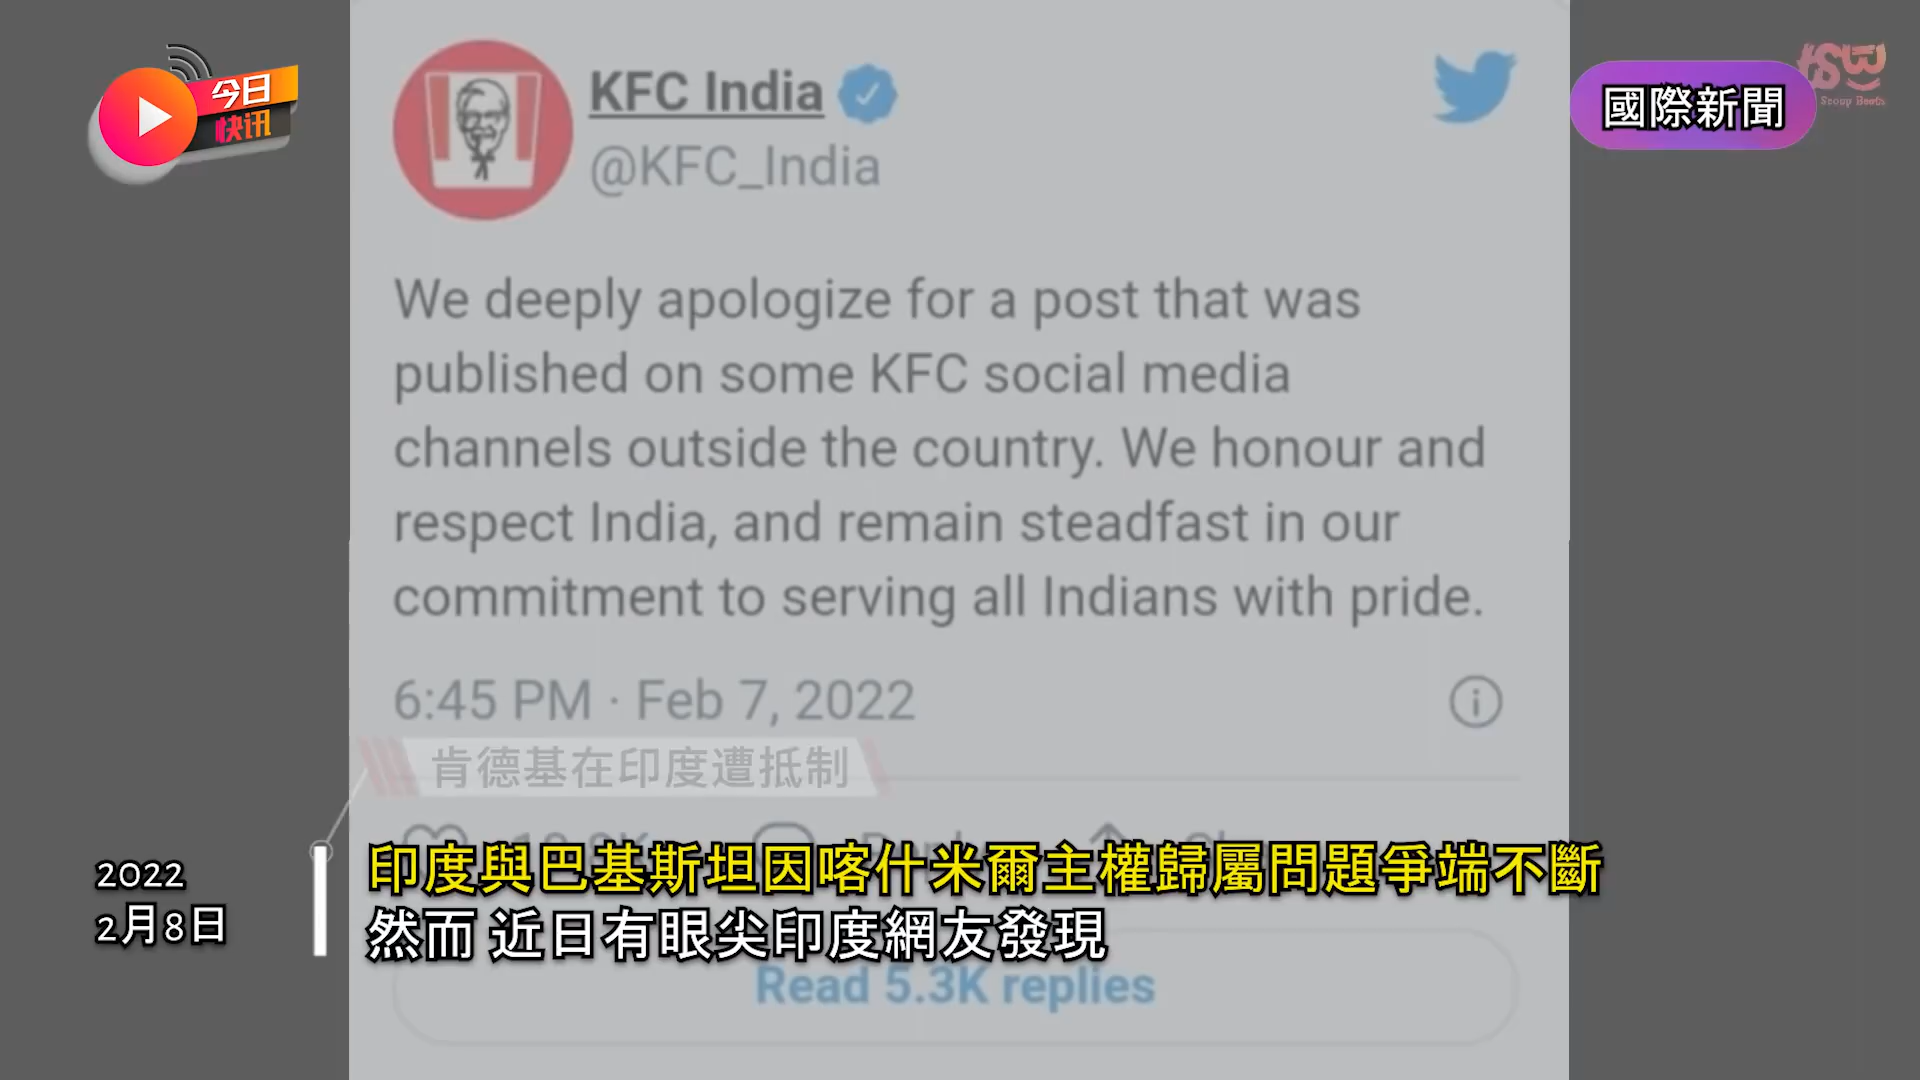 今日
快讯
國際新聞
KFC India
@KFC_India
We deeply apologize for a post that was
published on some KFC social media
channels outside the country. We honour and
respect India, and remain steadfast in our
commitment to serving all Indians with pride.
6:45 PM · Feb 7, 2022
肯德基在印度遭抵制
2022
2月8日
印度與巴基斯坦因喀什米爾主權歸屬問題爭端不斷
然而 近日有眼尖印度網友發現
Read 5.3K replies